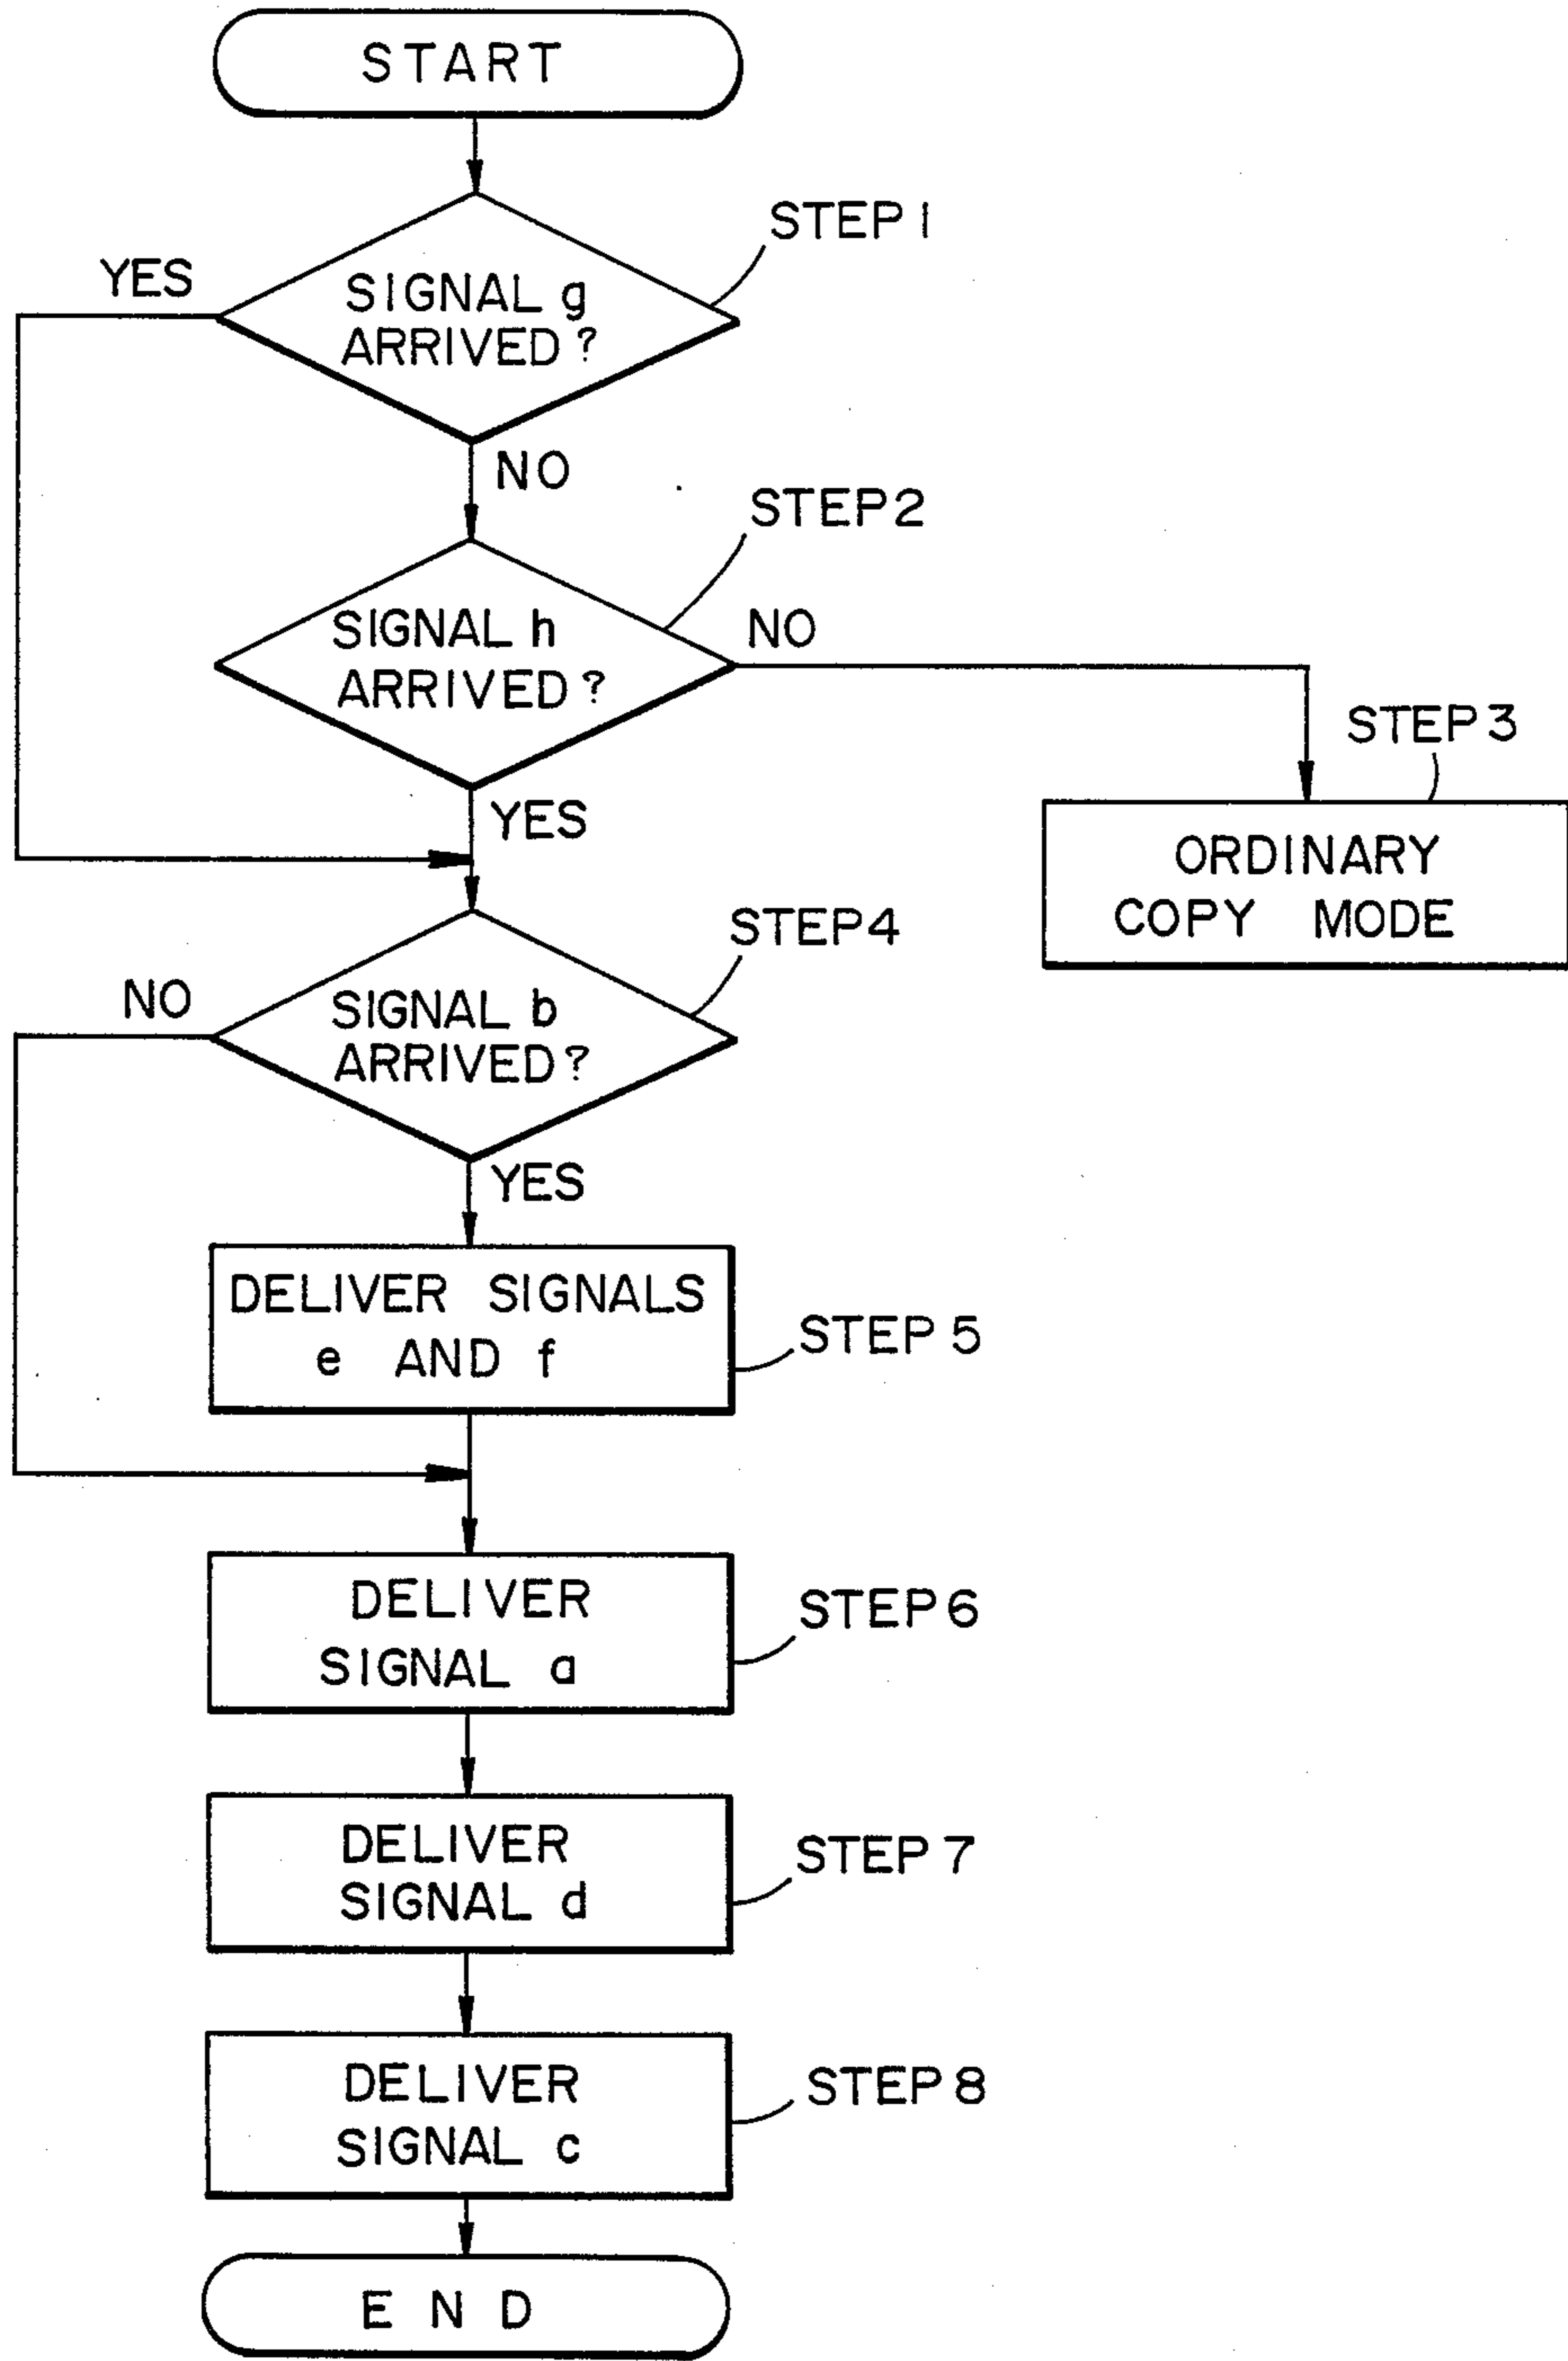 START
STEP 1
YES
SIGNAL g
ARRIVED?
NO
STEP 2
SIGNAL h
ARRIVED?
NO
STEP 3
YES
ORDINARY
COPY MODE
STEP 4
NO
SIGNAL b
ARRIVED?
YES
DELIVER SIGNALS
e AND f
STEP 5
DELIVER
SIGNAL a
STEP 6
DELIVER
SIGNAL d
STEP 7
DELIVER
SIGNAL c
STEP 8
END